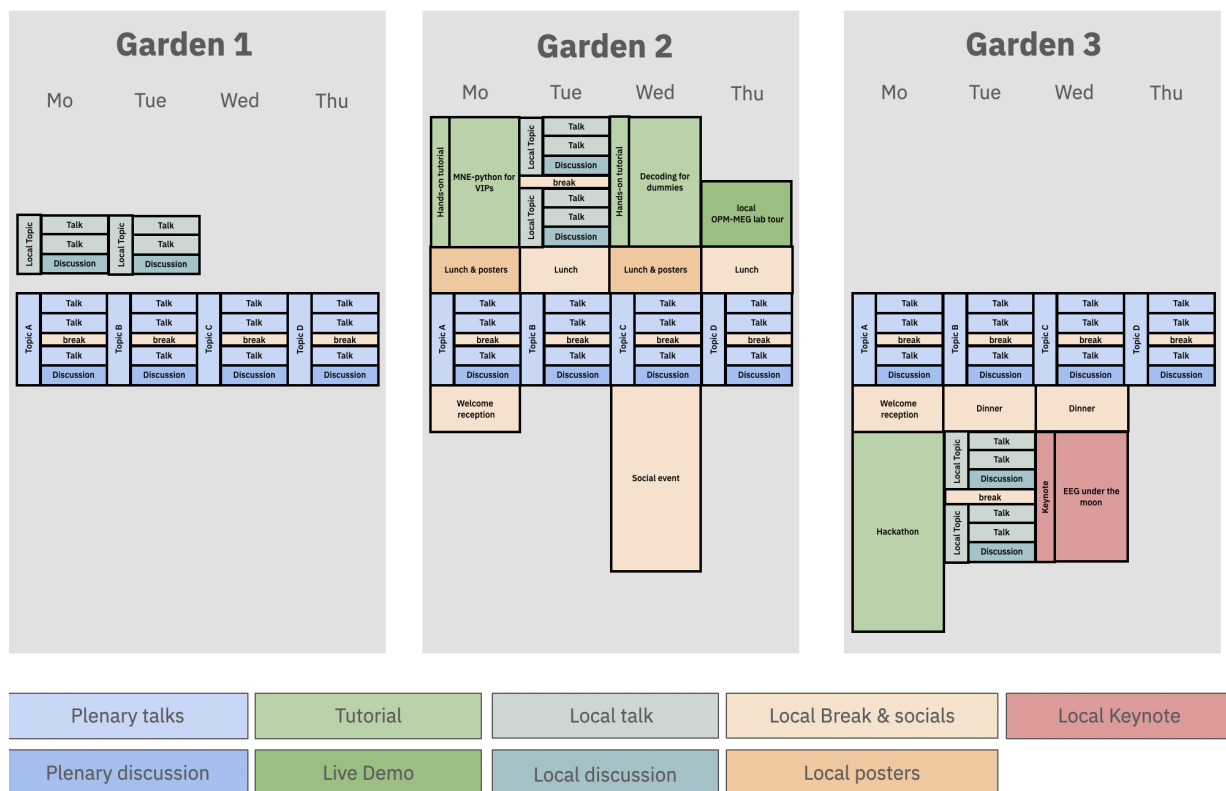 Garden 1
Mo Tue Wed Thu
Local Topic
Talk
Talk
Discussion
Local Topic
Talk
Talk
Discussion
Topic A
Talk
Talk
break
Talk
Discussion
Topic B
Talk
Talk
break
Talk
Discussion
Topic C
Talk
Talk
break
Talk
Discussion
Topic D
Talk
Talk
break
Talk
Discussion
Garden 2
Mo Tue Wed Thu
Hands-on tutorial
MNE-python for
VIPs
Local Topic
Talk
Talk
Discussion
break
Local Topic
Talk
Talk
Discussion
Hands-on tutorial
Decoding for
dummies
local
OPM-MEG lab tour
Lunch & posters
Lunch
Lunch & posters
Lunch
Topic A
Talk
Talk
break
Talk
Discussion
Topic B
Talk
Talk
break
Talk
Discussion
Topic C
Talk
Talk
break
Talk
Discussion
Topic D
Talk
Talk
break
Talk
Discussion
Welcome
reception
Social event
Garden 3
Mo Tue Wed Thu
Topic A
Talk
Talk
break
Talk
Discussion
Topic B
Talk
Talk
break
Talk
Discussion
Topic C
Talk
Talk
break
Talk
Discussion
Topic D
Talk
Talk
break
Talk
Discussion
Welcome
reception
Dinner
Dinner
Hackathon
Local Topic
Talk
Talk
Discussion
break
Local Topic
Talk
Talk
Discussion
Keynote
EEG under the
moon
Plenary talks
Tutorial
Local talk
Local Break & socials
Local Keynote
Plenary discussion
Live Demo
Local discussion
Local posters